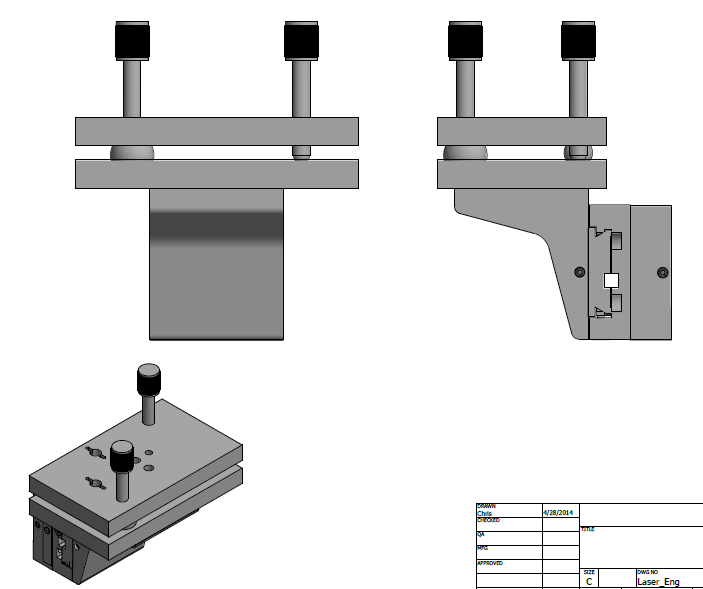 DRAWN
Chris
4/28/2014
CHECKED
QA
TITLE
MFG
APPROVED
SIZE
C
DWG NO
Laser_Eng